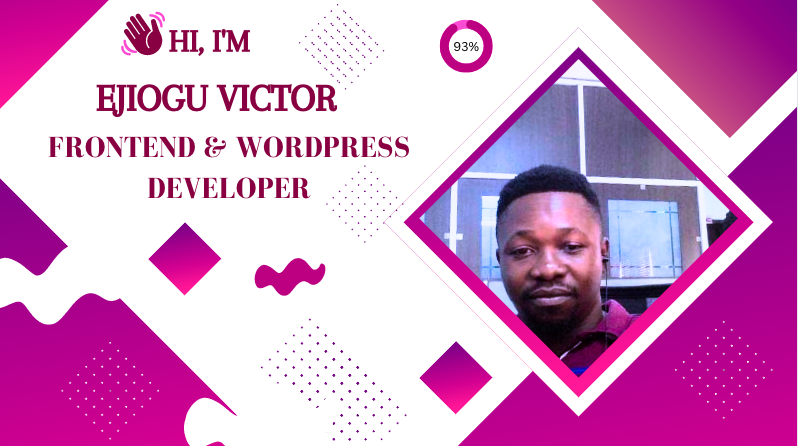 HI, I'M
93%
EJIOGU VICTOR
FRONTEND & WORDPRESS
DEVELOPER